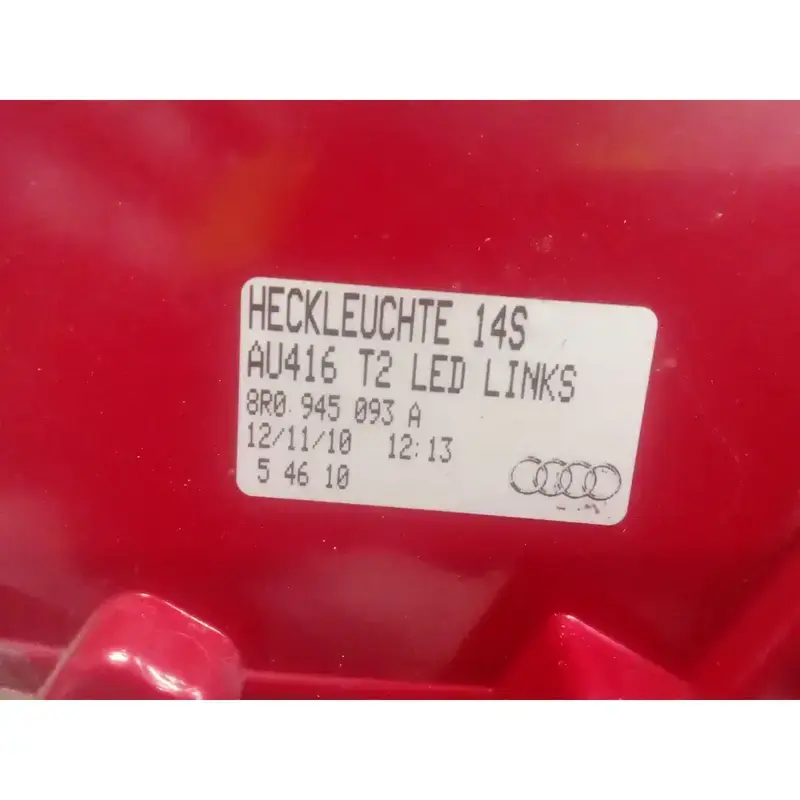 HECKLEUCHTE 14S
AU416 T2 LED LINKS
8R0 945 093 A
12/11/10 12:13
5 46 10